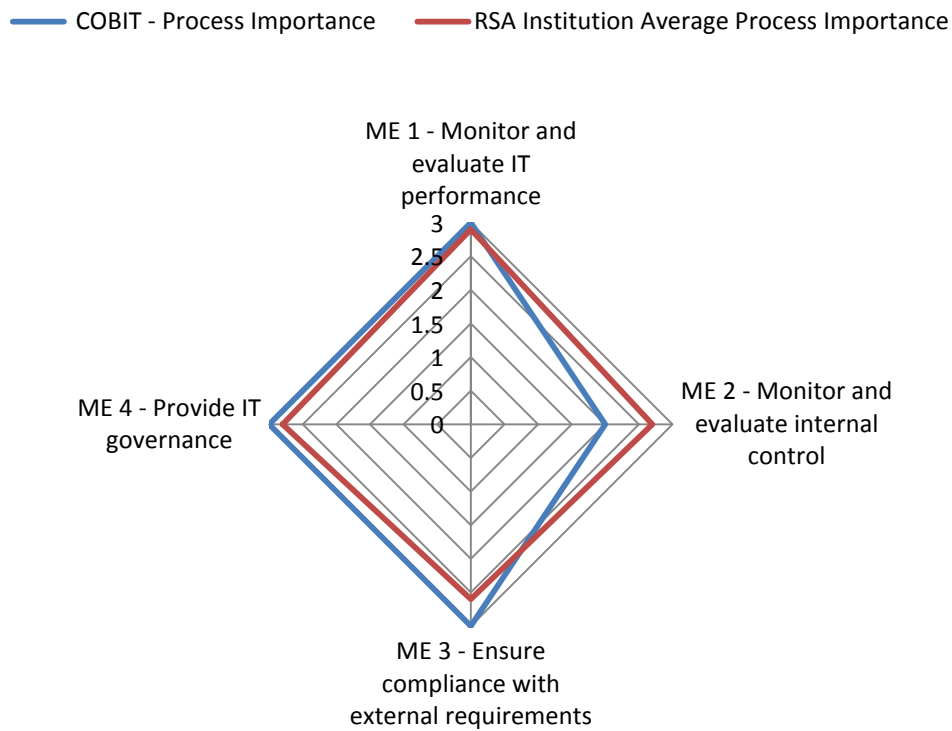 COBIT - Process Importance
RSA Institution Average Process Importance
ME 1 - Monitor and
evaluate IT
performance
3
2.5
2
1.5
1
0.5
0
ME 2 - Monitor and
evaluate internal
control
ME 4 - Provide IT
governance
ME 3 - Ensure
compliance with
external requirements